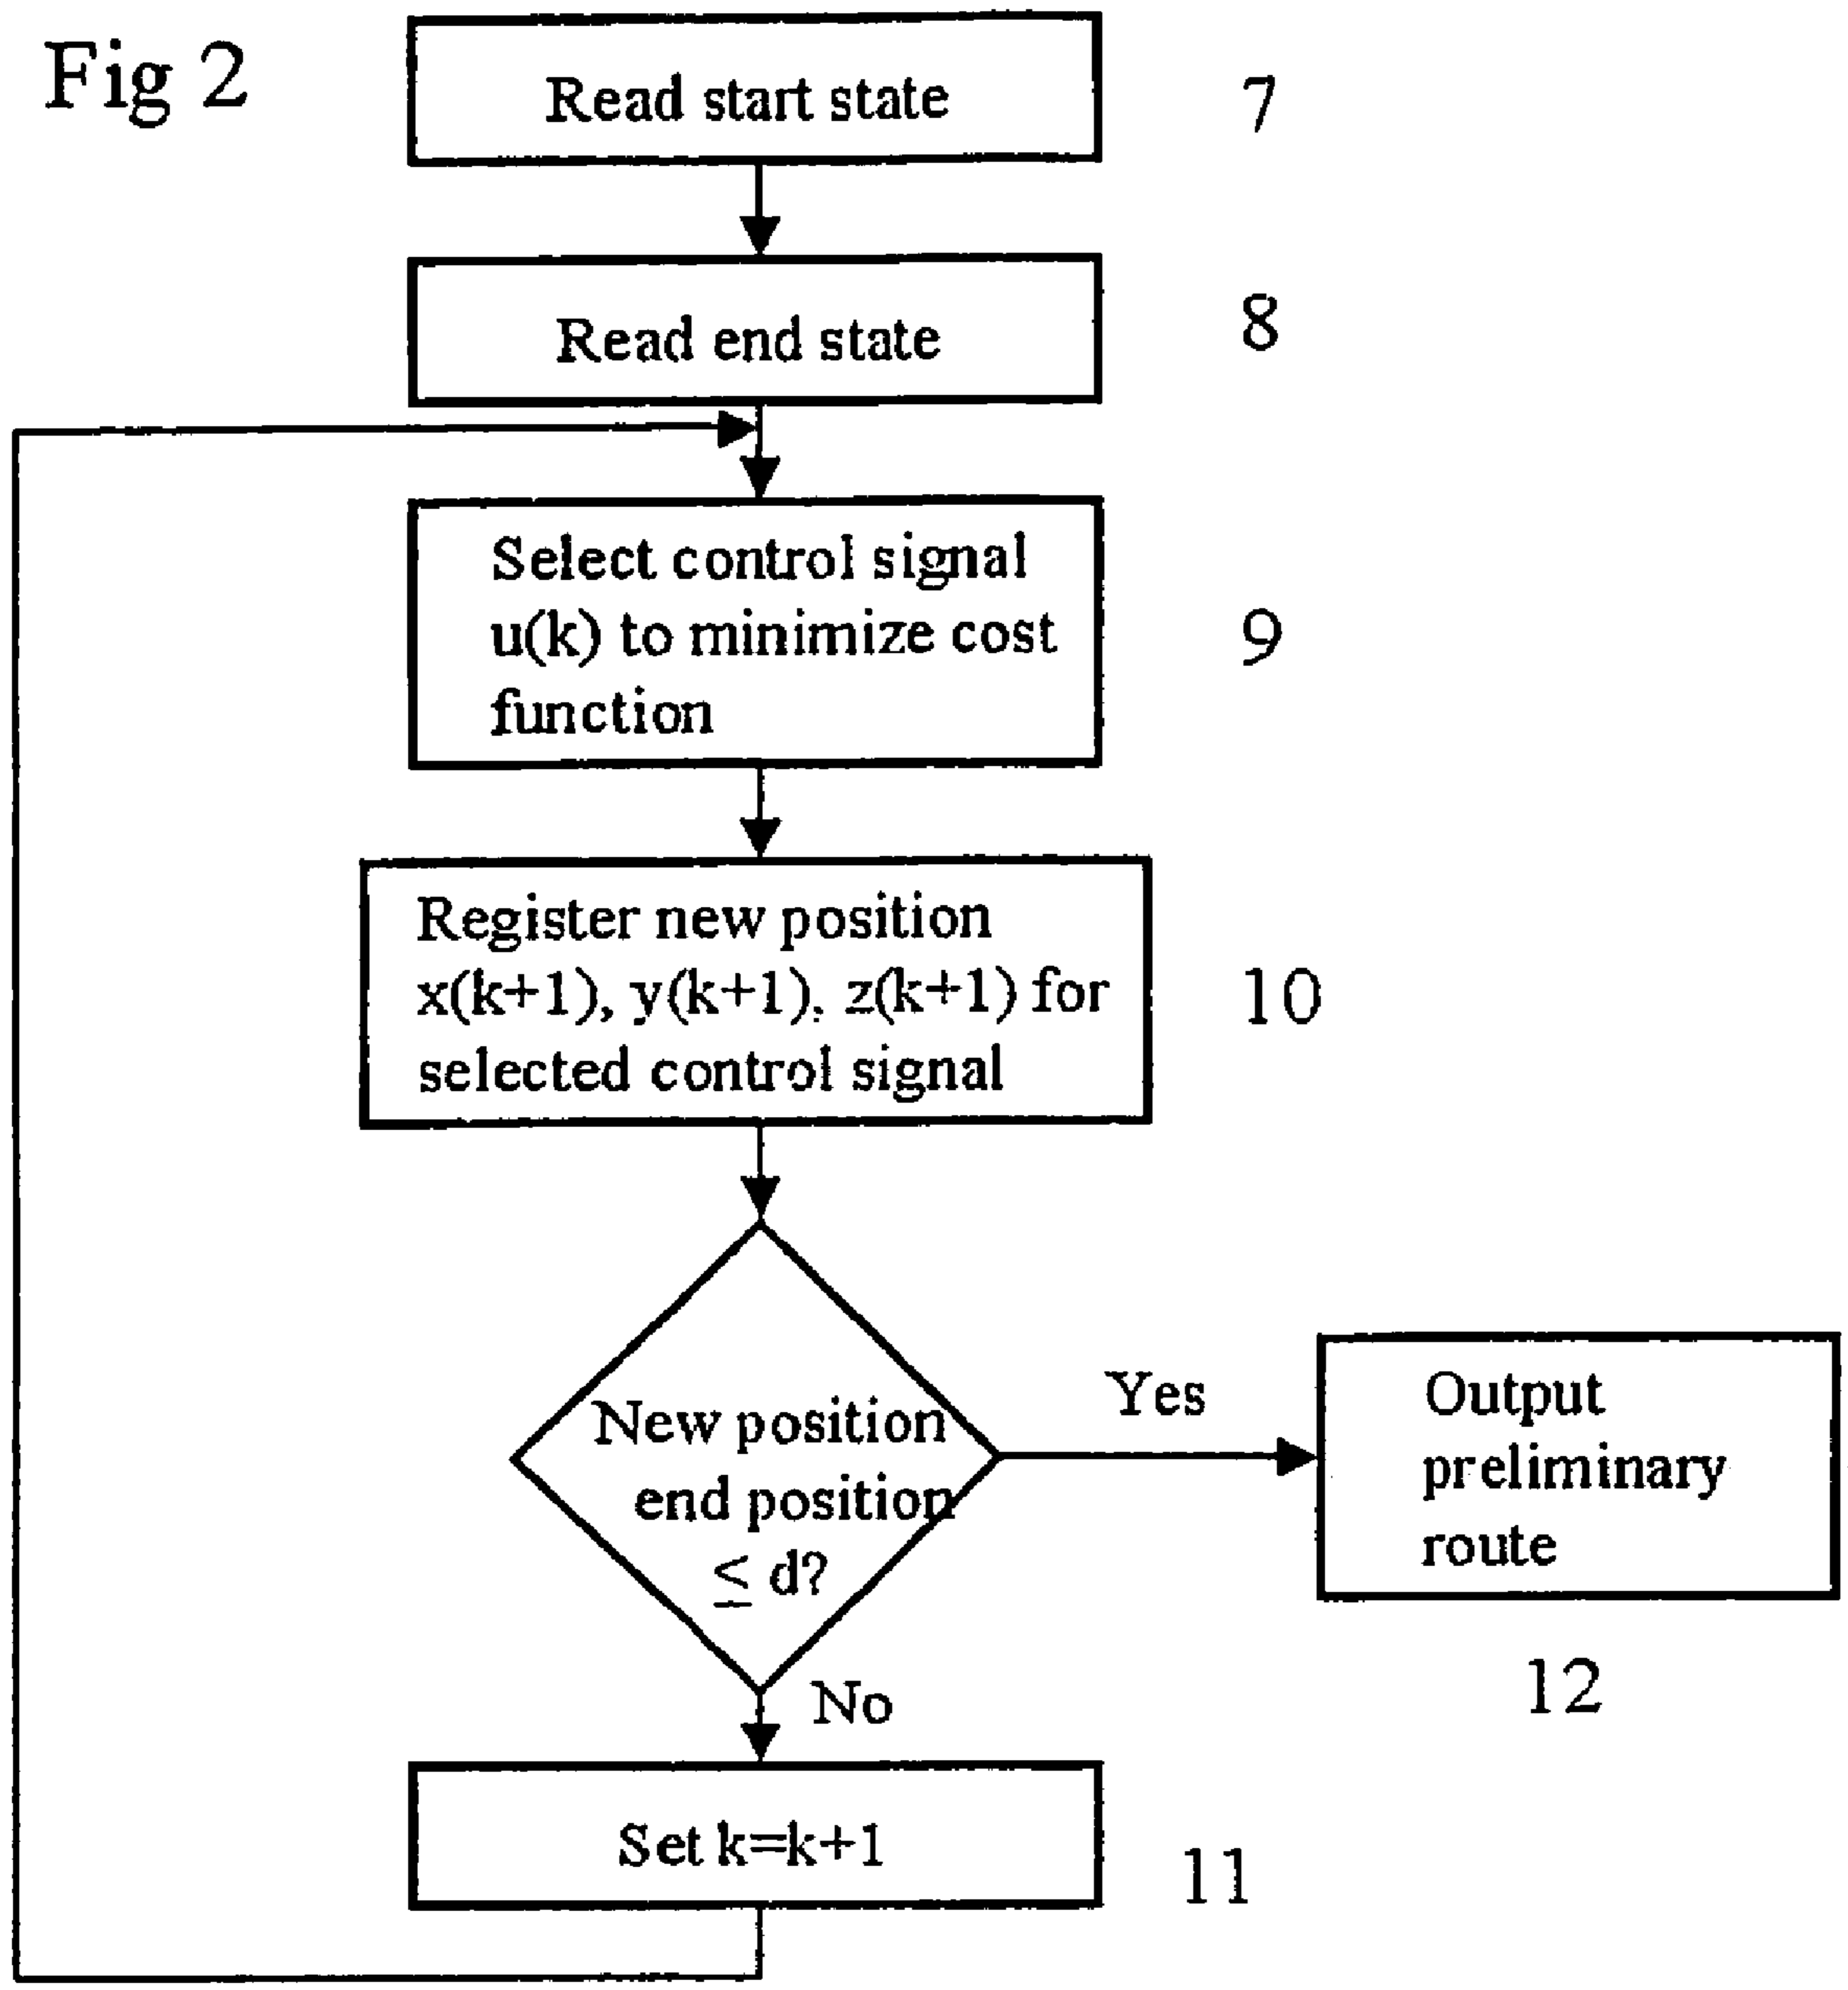 Fig 2
Read start state
7
Read end state
8
Select control signal
u(k) to minimize cost
function
9
Register new position
x(k+1), y(k+1), z(k+1) for
selected control signal
10
New position
end position
≤ d?
Yes
Output
preliminary
route
12
No
Set k=k+1
11